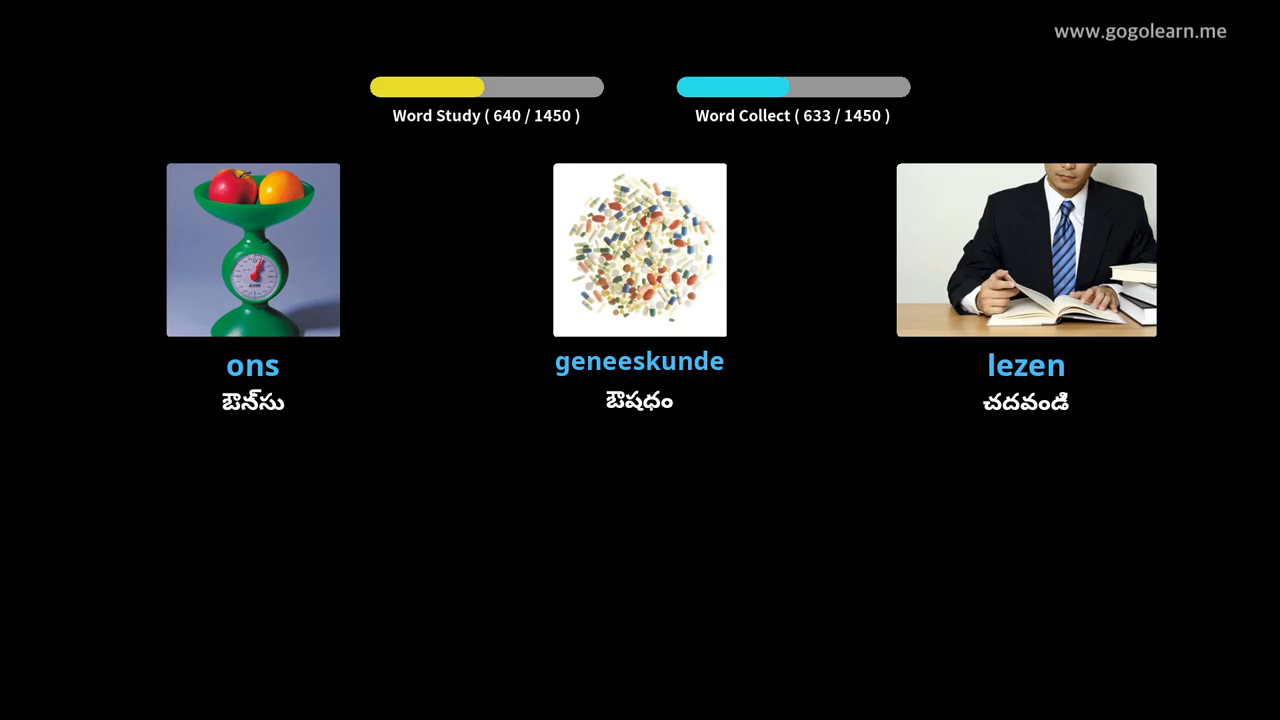 www.gogolearn.me
Word Study ( 640 / 1450 )
Word Collect ( 633 / 1450 )
ons
geneeskunde
lezen
ఔన్‌సు
ఔషధం
చదవండి